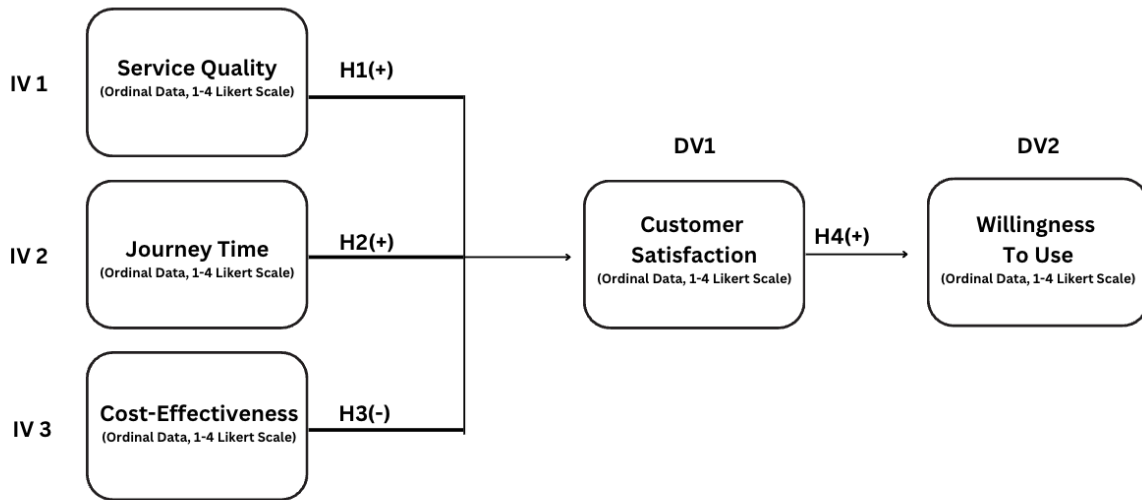 IV 1
Service Quality
(Ordinal Data, 1-4 Likert Scale)
H1(+)
IV 2
Journey Time
(Ordinal Data, 1-4 Likert Scale)
H2(+)
IV 3
Cost-Effectiveness
(Ordinal Data, 1-4 Likert Scale)
H3(-)
DV1
Customer
Satisfaction
(Ordinal Data, 1-4 Likert Scale)
H4(+)
DV2
Willingness
To Use
(Ordinal Data, 1-4 Likert Scale)